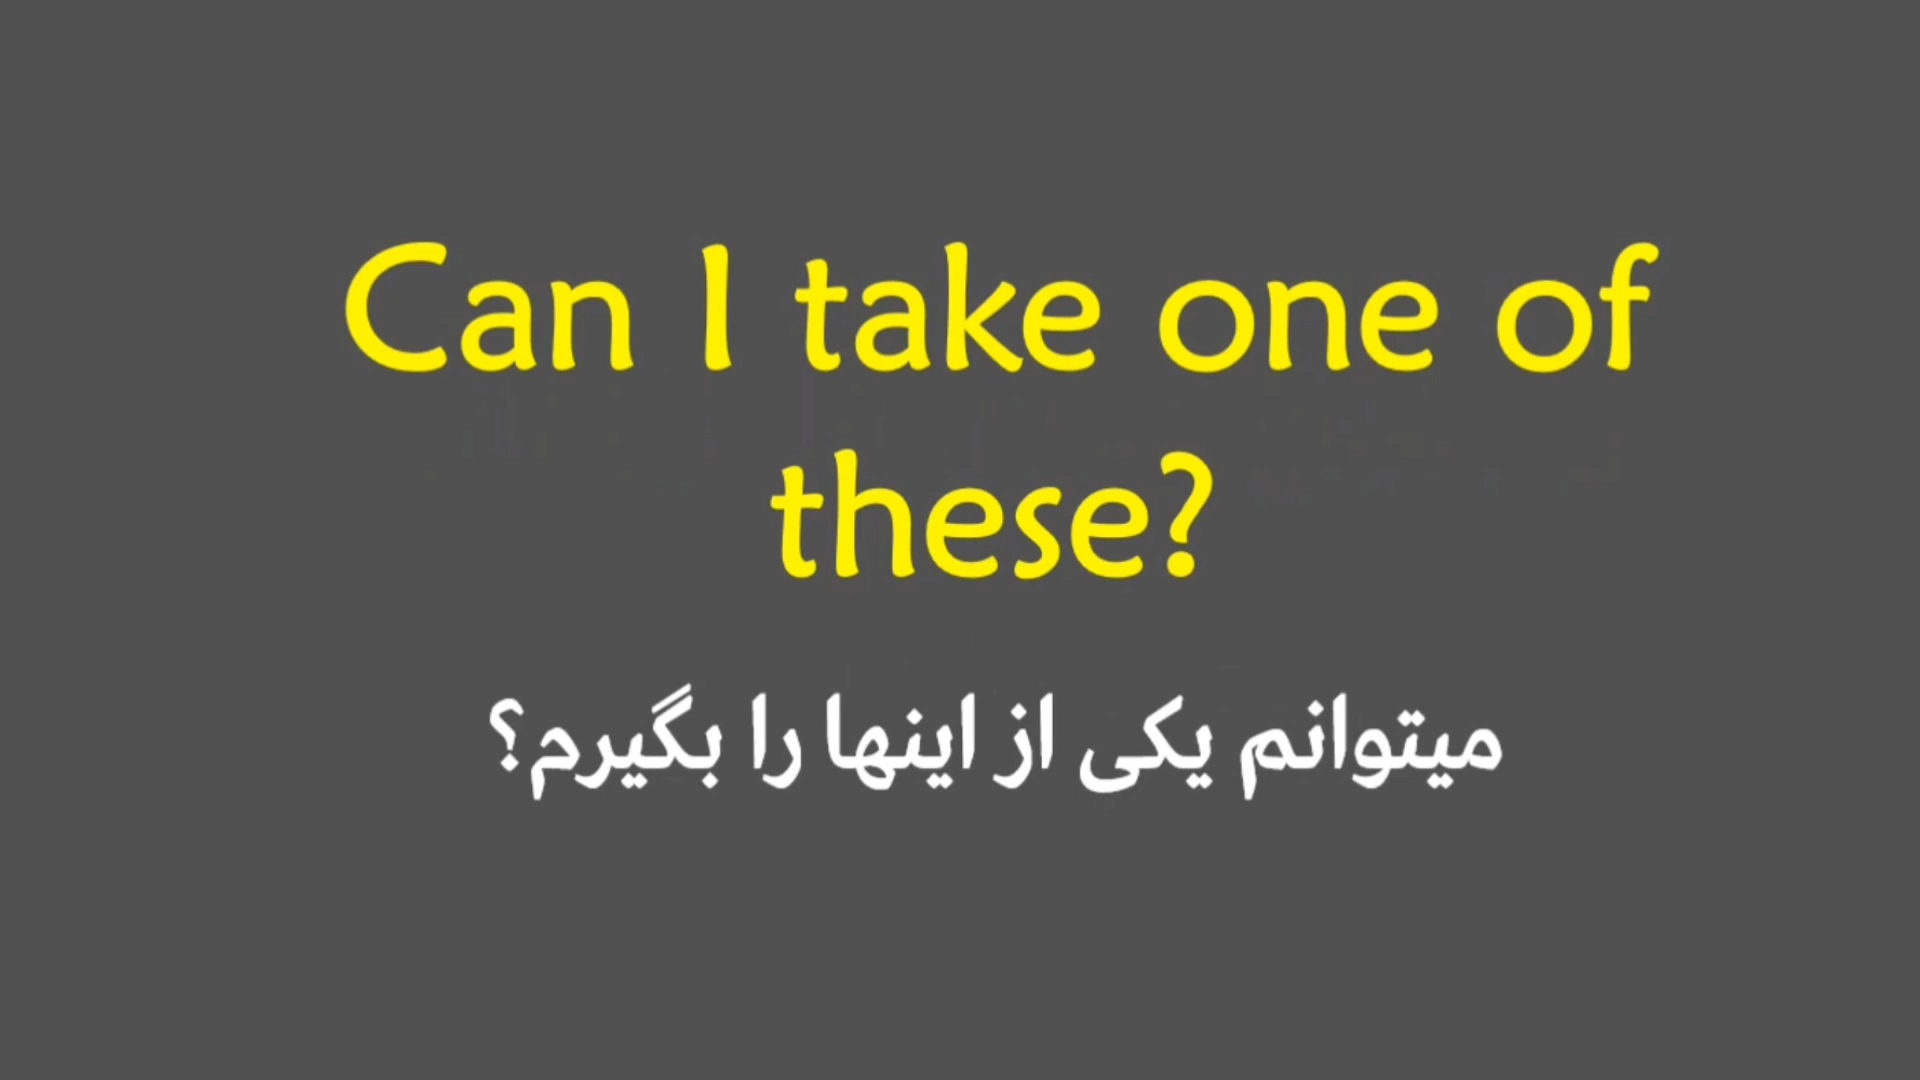 Can I take one of
these?
میتوانم یکی از اینها را بگیرم؟